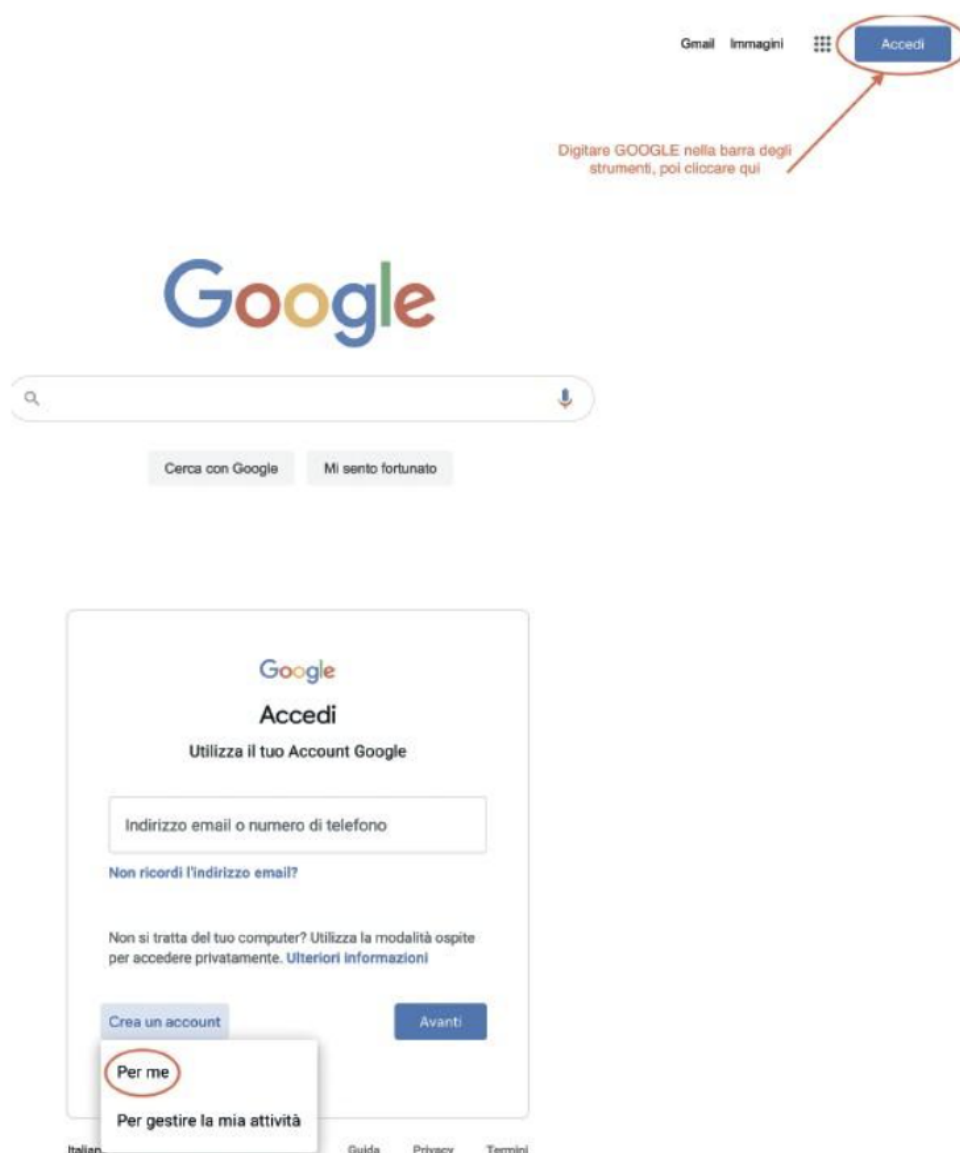 Gmail Immagini Accedi
Digitare GOOGLE nella barra degli
strumenti, poi cliccare qui
Google
Cerca con Google Mi sento fortunato
Google
Accedi
Utilizza il tuo Account Google
Indirizzo email o numero di telefono
Non ricordi l'indirizzo email?
Non si tratta del tuo computer? Utilizza la modalità ospite
per accedere privatamente. Ulteriori informazioni
Crea un account Avanti
Per me
Per gestire la mia attività
Guida Privacy Termini